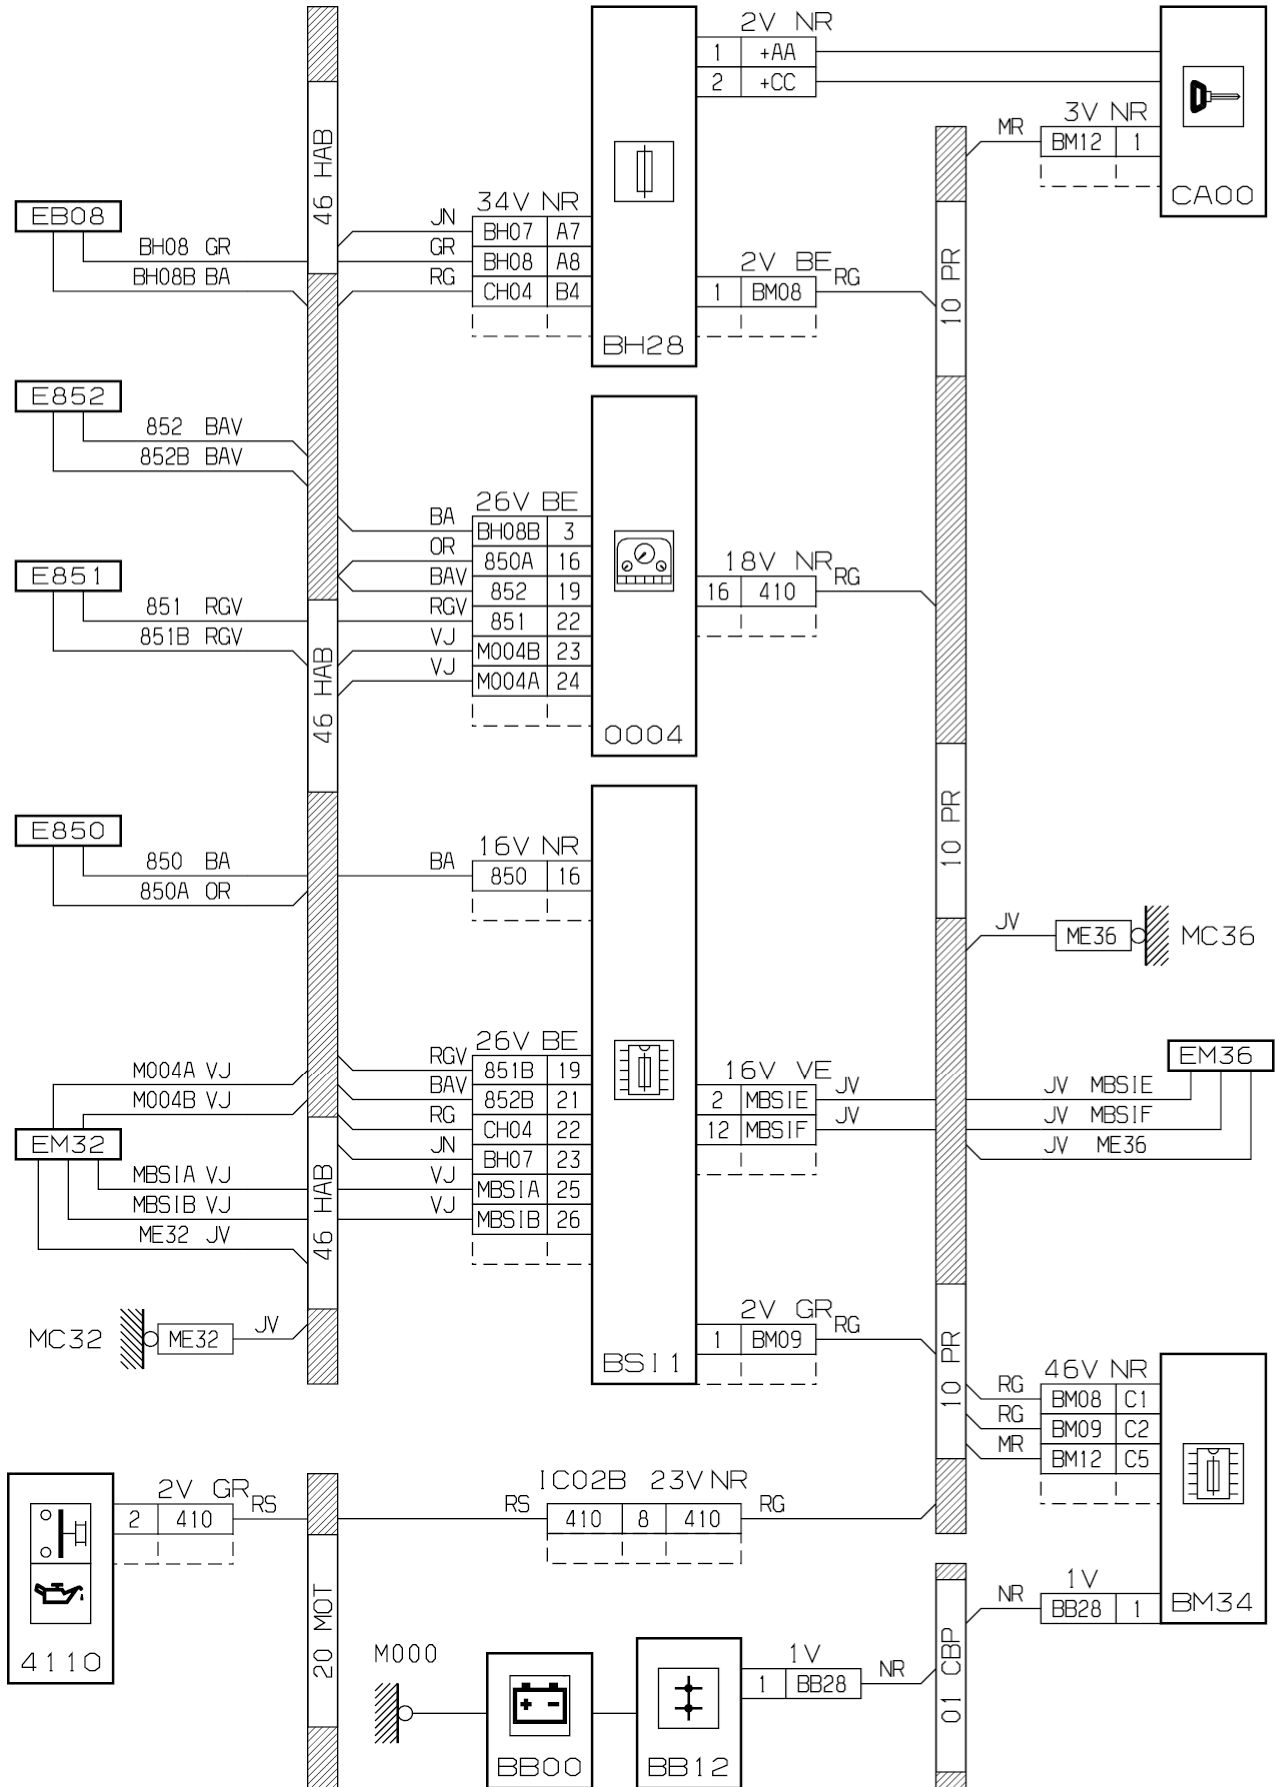 2V NR
1 +AA
2 +CC
CA00
3V NR
MR BM12 1
46 HAB
10 PR
EB08
BH08 GR
BH08B BA
34V NR
JN BH07 A7
GR BH08 A8
RG CH04 B4
2V BE
1 BM08 RG
BH28
E852
852 BAV
852B BAV
26V BE
BA BH08B 3
OR 850A 16
BAV 852 19
RGV 851 22
VJ M004B 23
VJ M004A 24
18V NR
16 410 RG
0004
E851
851 RGV
851B RGV
46 HAB
10 PR
E850
850 BA
850A OR
16V NR
BA 850 16
JV ME36 MC36
26V BE
RGV 851B 19
BAV 852B 21
RG CH04 22
JN BH07 23
VJ MBSIA 25
VJ MBSIB 26
16V VE
2 MBSIE JV
12 MBSIF JV
EM36
JV MBSIE
JV MBSIF
JV ME36
M004A VJ
M004B VJ
EM32
MBSIA VJ
MBSIB VJ
ME32 JV
46 HAB
MC32 ME32 JV
2V GR
1 BM09 RG
BSI1
10 PR
46V NR
RG BM08 C1
RG BM09 C2
MR BM12 C5
2V GR
2 410 RS
4110
IC02B 23V NR
RS 410 8 410 RG
20 MOT
1V
NR BB28 1
BM34
M000
BB00
BB12
1V
1 BB28 NR
01 CBP